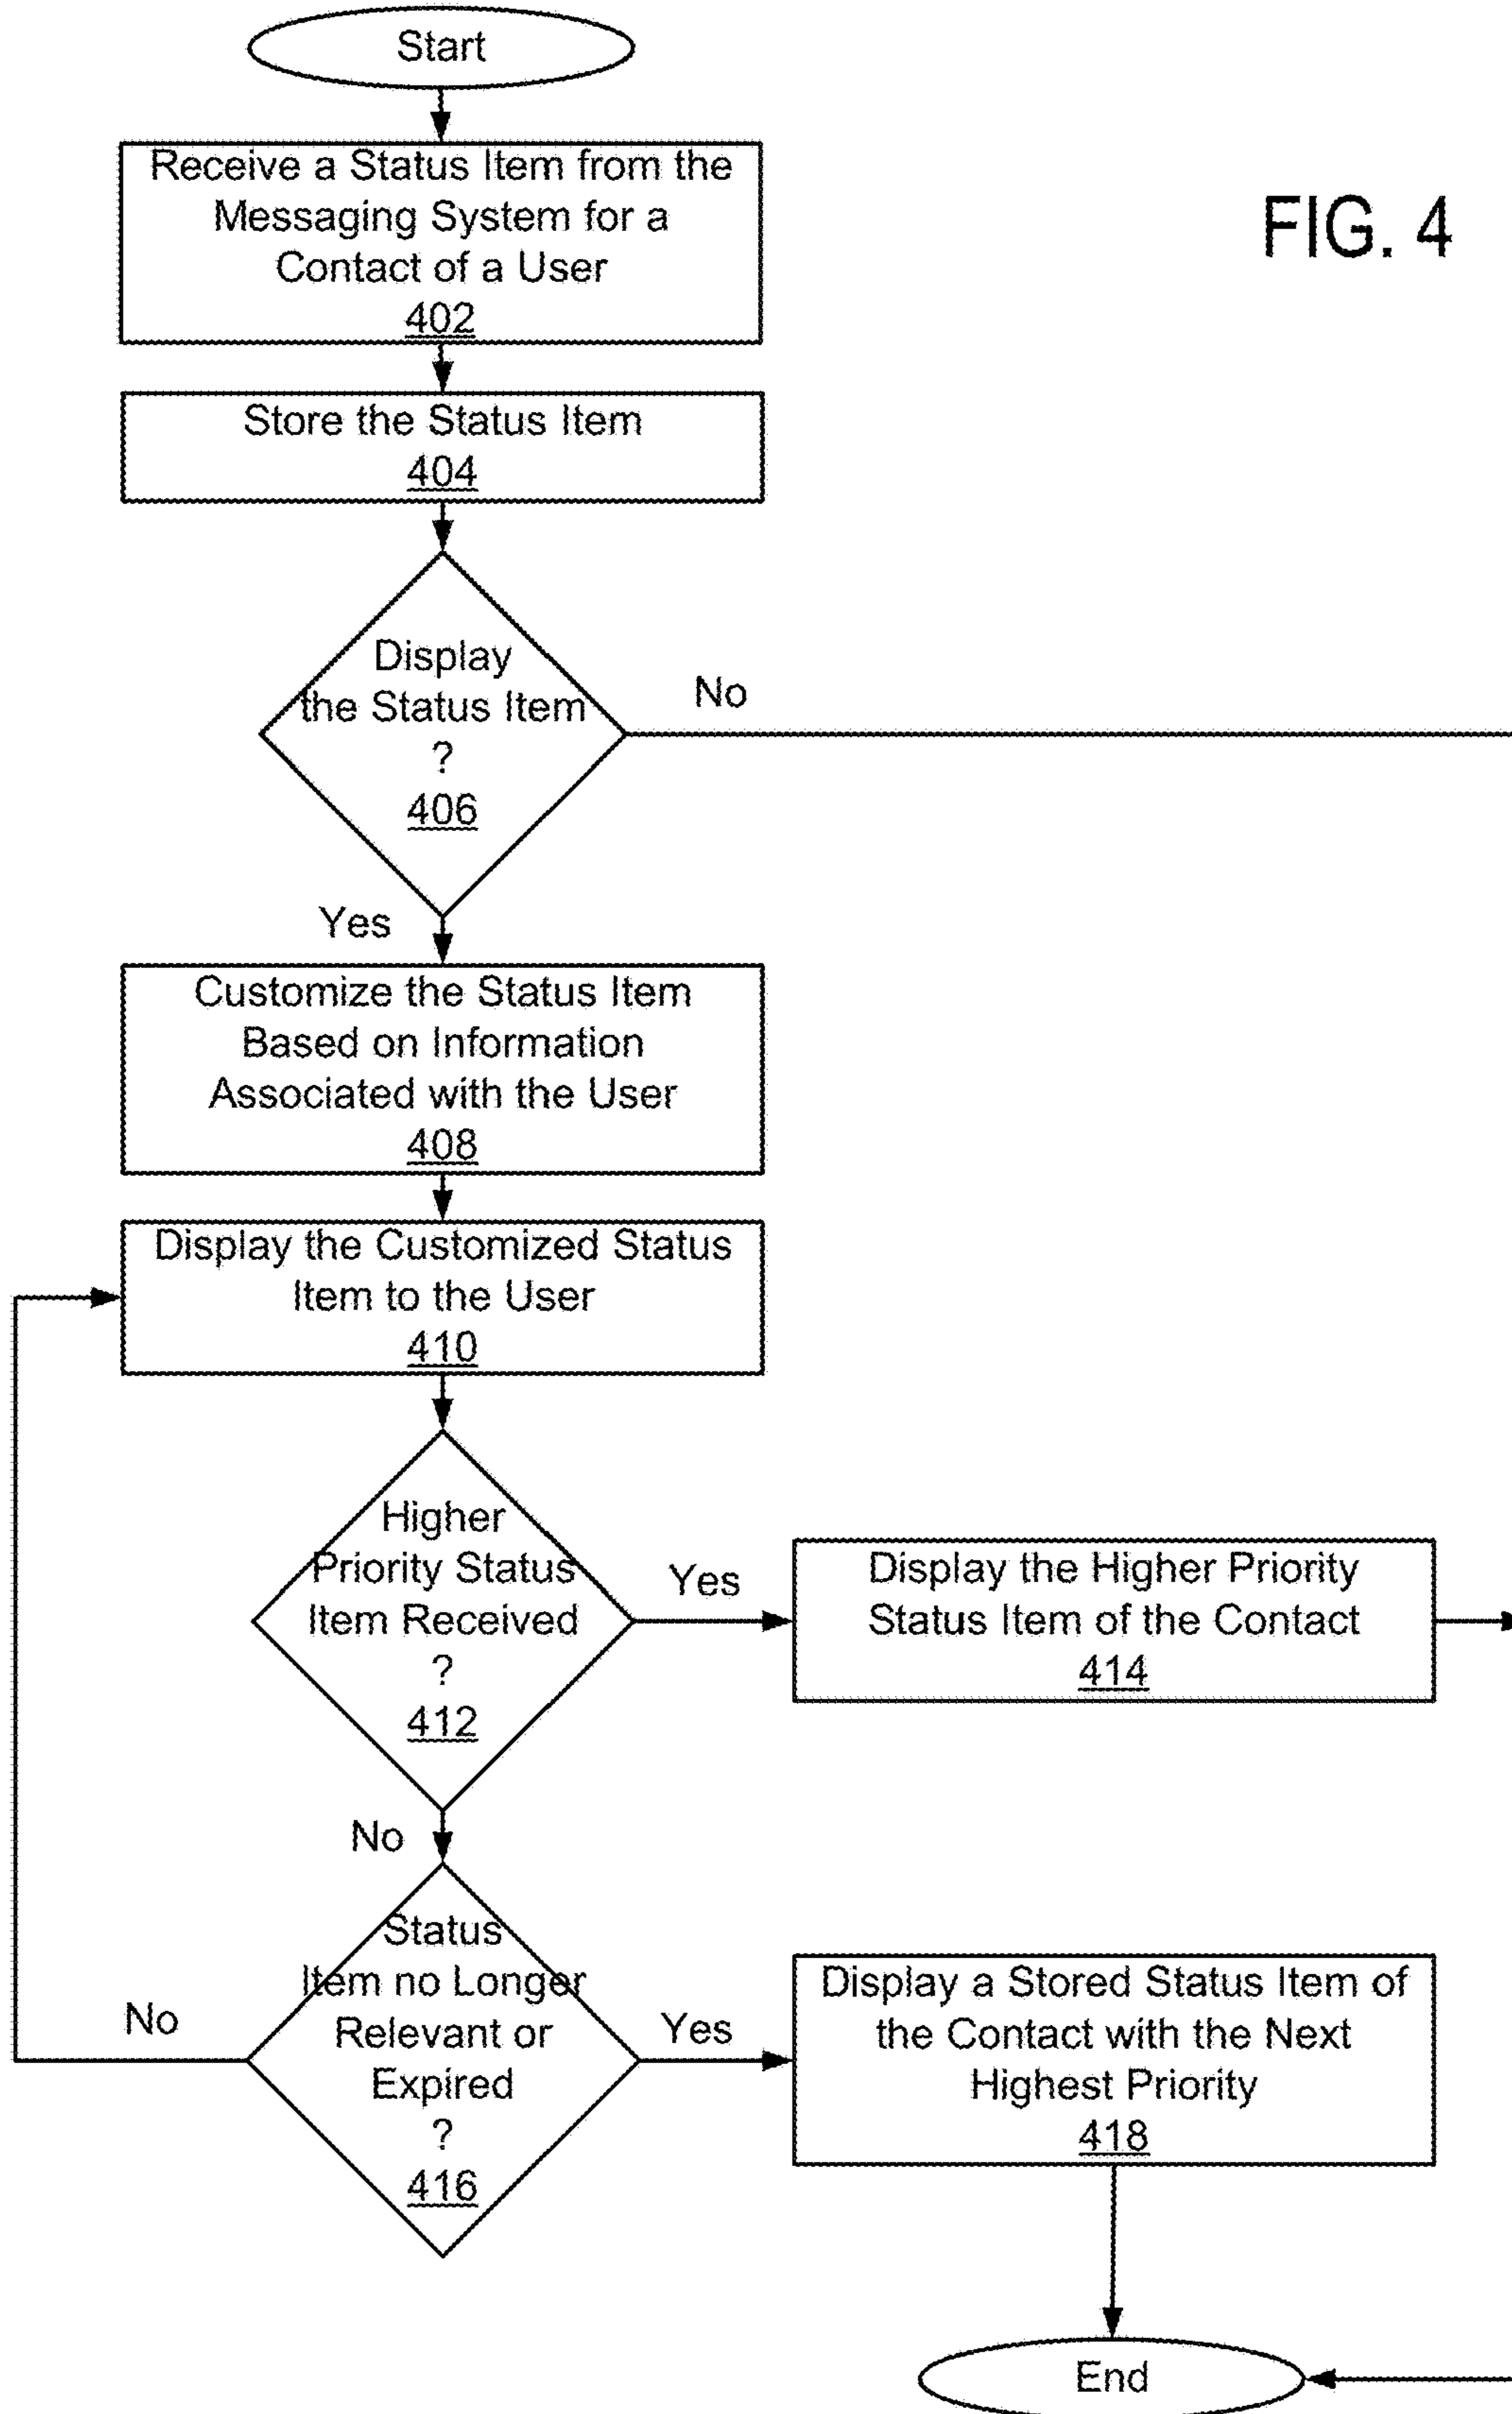 Start
FIG. 4
Receive a Status Item from the
Messaging System for a
Contact of a User
402
Store the Status Item
404
Display
the Status Item
?
406
No
Yes
Customize the Status Item
Based on Information
Associated with the User
408
Display the Customized Status
Item to the User
410
Higher
Priority Status
Item Received
?
412
Yes
Display the Higher Priority
Status Item of the Contact
414
No
Status
Item no Longer
Relevant or
Expired
?
416
No
Yes
Display a Stored Status Item of
the Contact with the Next
Highest Priority
418
End